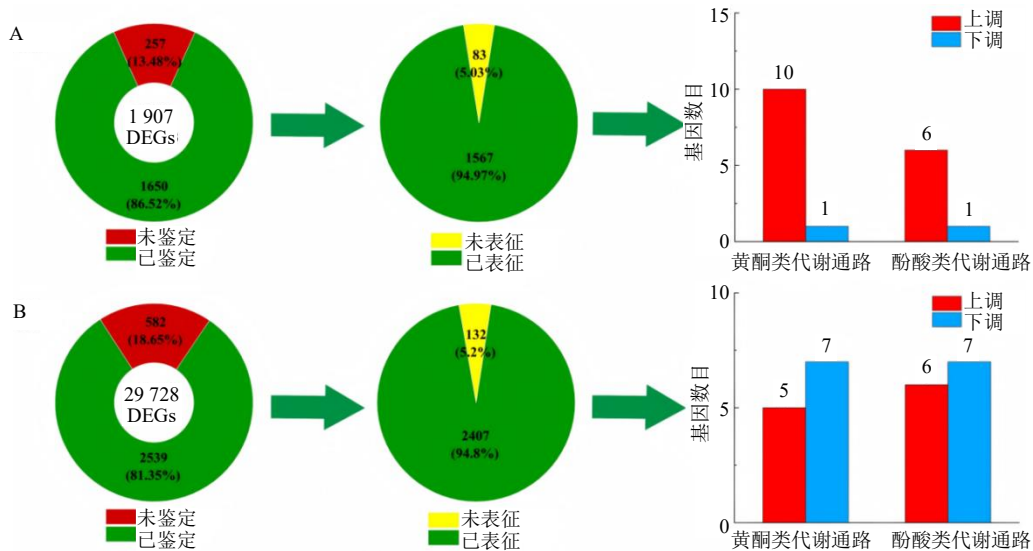 A
257
(13.48%)
1 907
DEGs
1650
(86.52%)
未鉴定
已鉴定
83
(5.03%)
1567
(94.97%)
未表征
已表征
15
10
5
0
基因数目
上调
下调
10
1
6
1
黄酮类代谢通路
酚酸类代谢通路
B
582
(18.65%)
29 728
DEGs
2539
(81.35%)
未鉴定
已鉴定
132
(5.2%)
2407
(94.8%)
未表征
已表征
10
5
0
基因数目
上调
下调
5
7
6
7
黄酮类代谢通路
酚酸类代谢通路